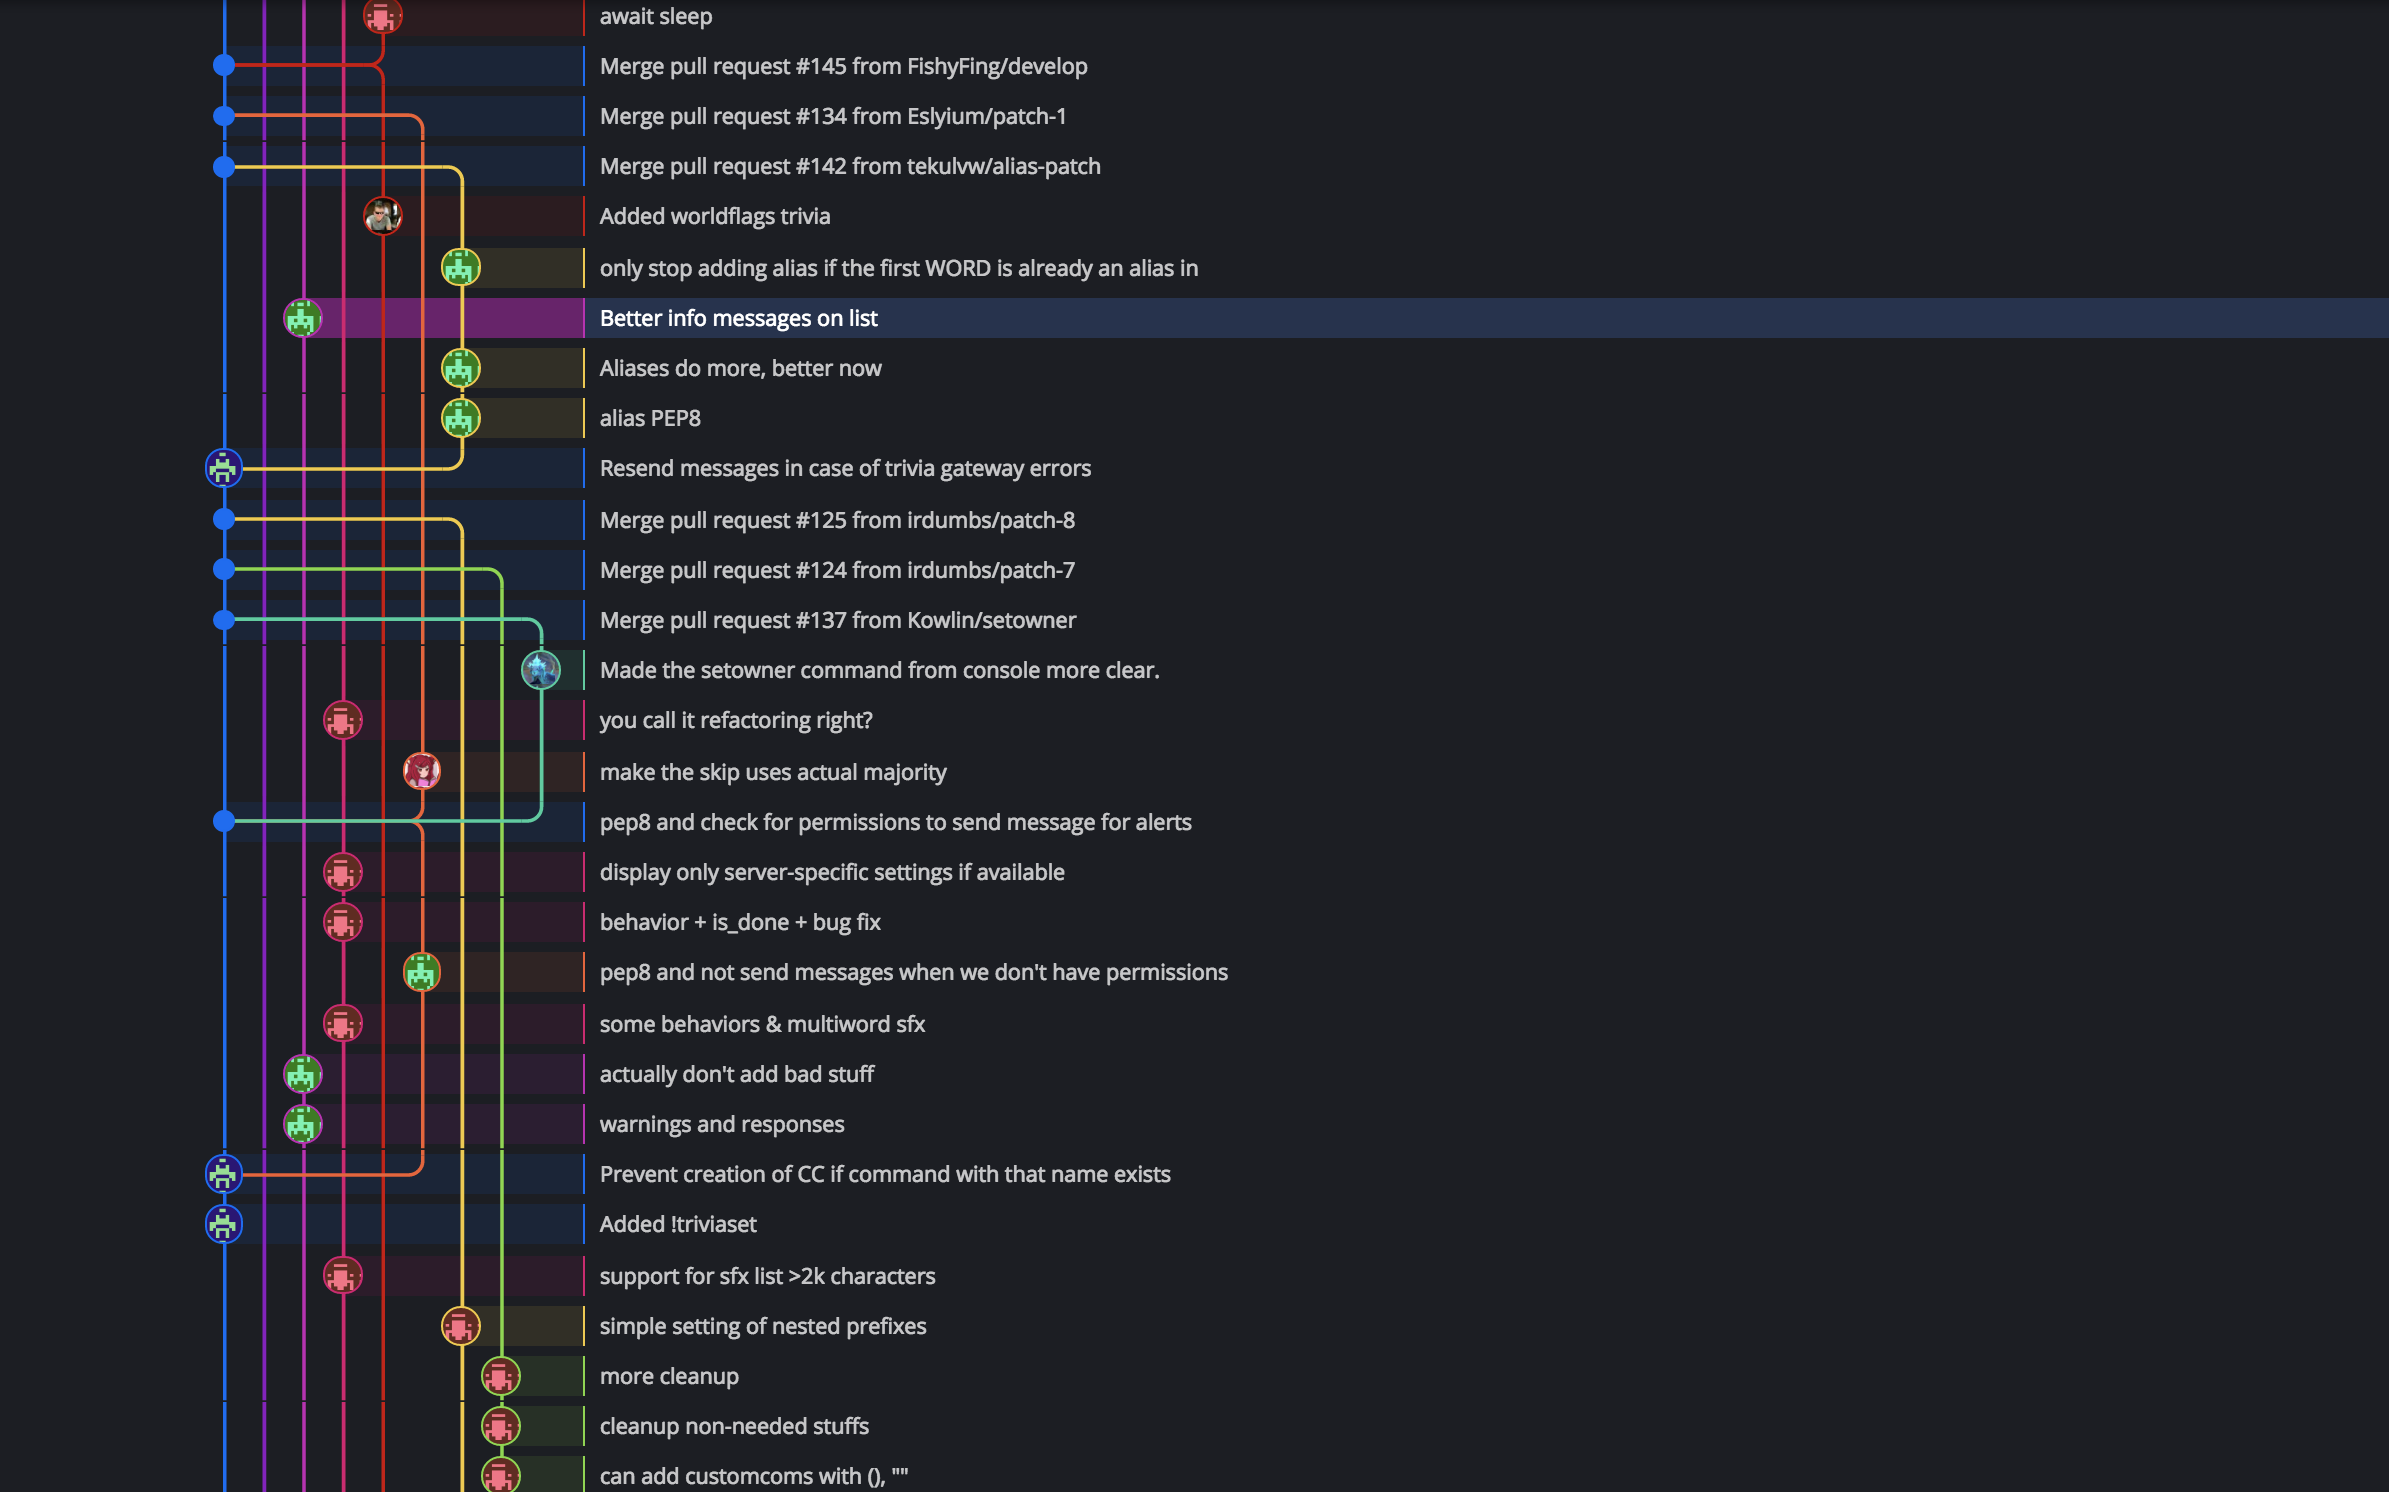 await sleep
Merge pull request #145 from FishyFing/develop
Merge pull request #134 from Eslyium/patch-1
Merge pull request #142 from tekulvw/alias-patch
Added worldflags trivia
only stop adding alias if the first WORD is already an alias in
Better info messages on list
Aliases do more, better now
alias PEP8
Resend messages in case of trivia gateway errors
Merge pull request #125 from irdumbs/patch-8
Merge pull request #124 from irdumbs/patch-7
Merge pull request #137 from Kowlin/setowner
Made the setowner command from console more clear.
you call it refactoring right?
make the skip uses actual majority
pep8 and check for permissions to send message for alerts
display only server-specific settings if available
behavior + is_done + bug fix
pep8 and not send messages when we don't have permissions
some behaviors & multiword sfx
actually don't add bad stuff
warnings and responses
Prevent creation of CC if command with that name exists
Added !triviaset
support for sfx list >2k characters
simple setting of nested prefixes
more cleanup
cleanup non-needed stuffs
can add customcoms with (), ""